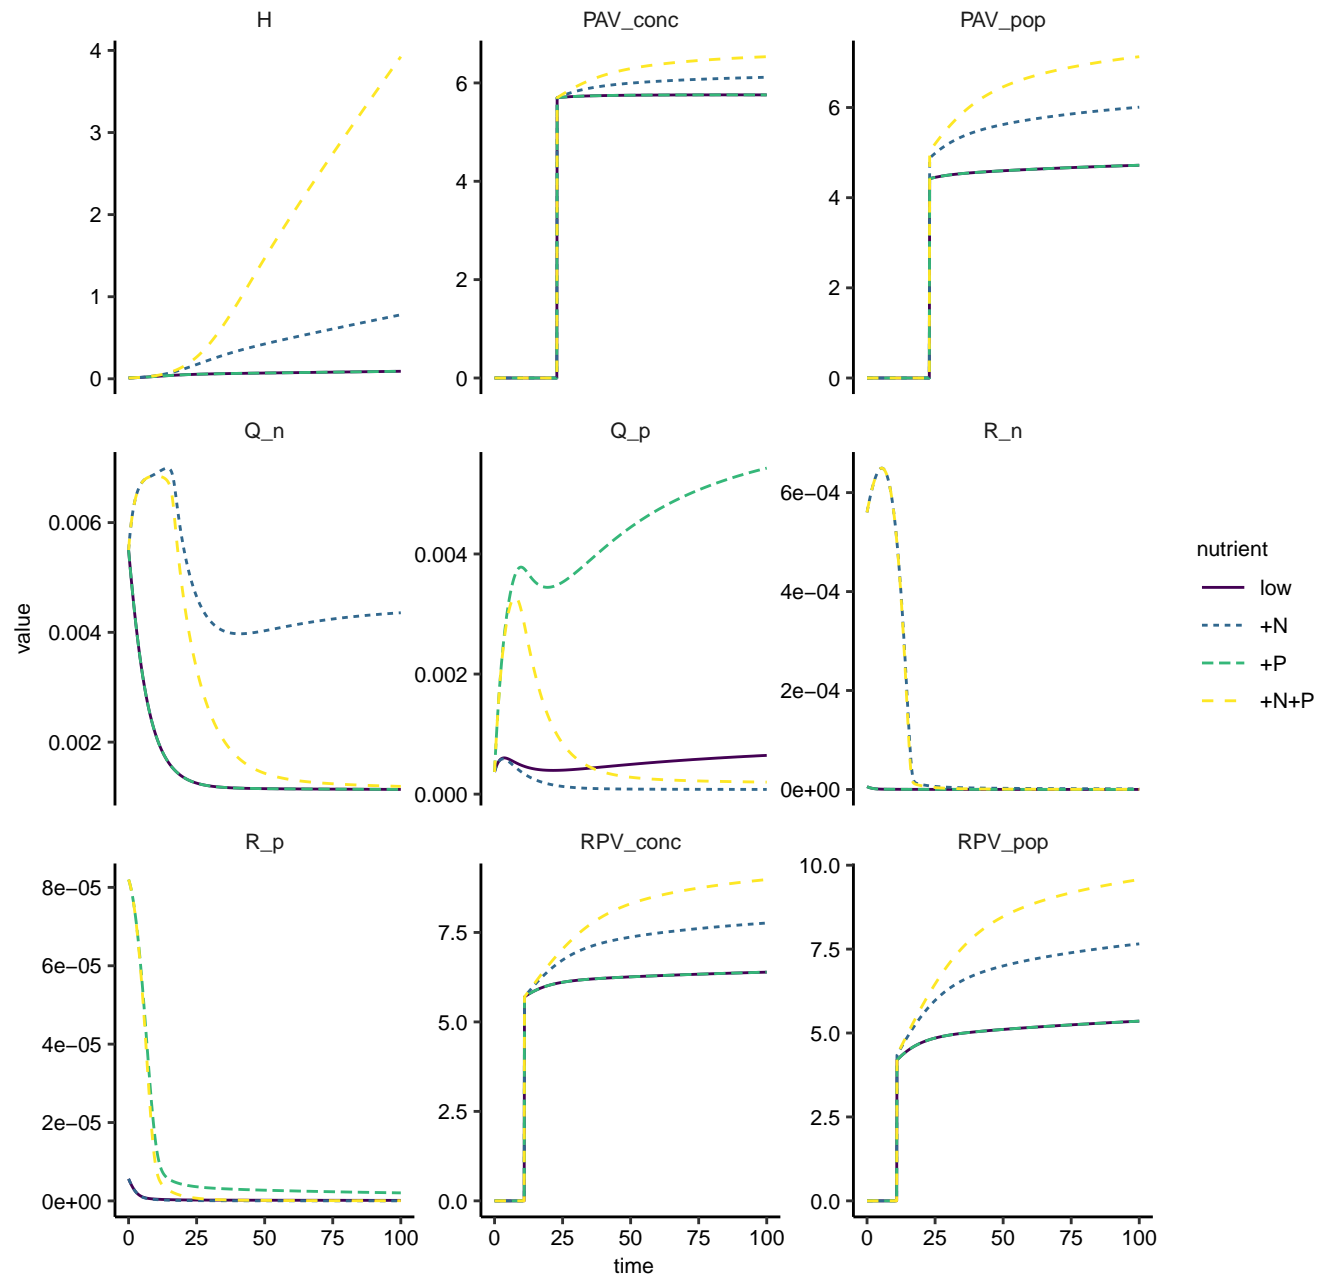 H
PAV_conc
PAV_pop
4
3
2
1
0
6
4
2
0
6
4
2
0
Q_n
Q_p
R_n
0.006
0.004
0.002
0.004
0.002
0.000
6e−04
4e−04
2e−04
0e+00
R_p
RPV_conc
RPV_pop
8e−05
6e−05
4e−05
2e−05
0e+00
7.5
5.0
2.5
0.0
10.0
7.5
5.0
2.5
0.0
0 25 50 75 100
0 25 50 75 100
0 25 50 75 100
time
value
nutrient
low
+N
+P
+N+P